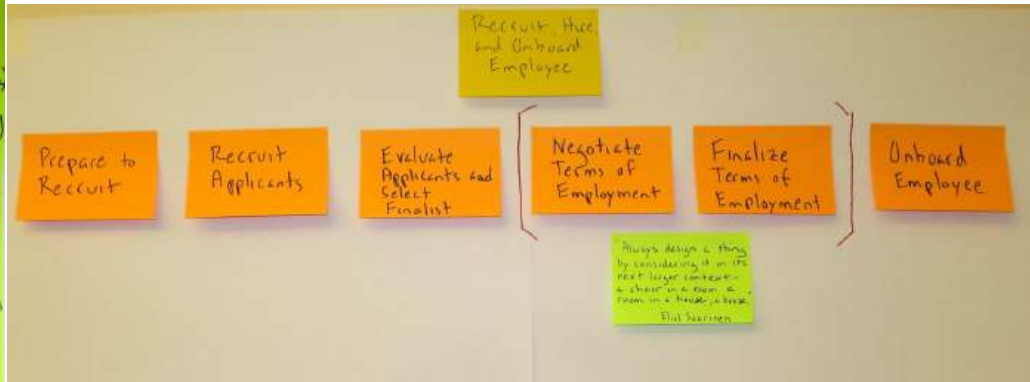 Recruit, Hire,
and Onboard
Employee
Prepare to
Recruit
Recruit
Applicants
Evaluate
Applicants and
Select
Finalist
Negotiate
Terms of
Employment
Finalize
Terms of
Employment
Onboard
Employee
"Always design a thing
by considering it in its
next larger context -
a chair in a room, a
room in a house, a house
Eliel Saarinen